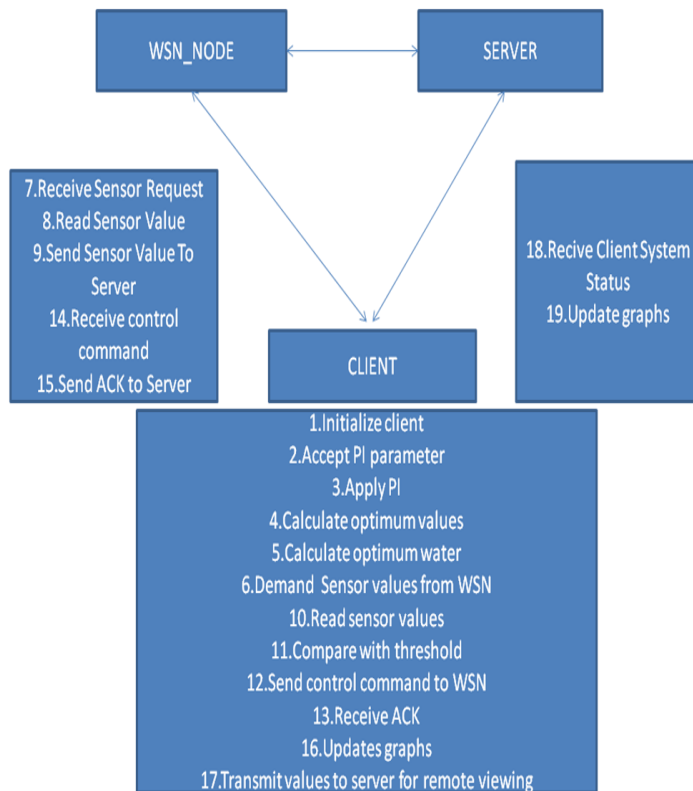 WSN_NODE
SERVER
7.Receive Sensor Request
8.Read Sensor Value
9.Send Sensor Value To
Server
14.Receive control
command
15.Send ACK to Server
18.Recive Client System
Status
19.Update graphs
CLIENT
1.Initialize client
2.Accept PI parameter
3.Apply PI
4.Calculate optimum values
5.Calculate optimum water
6.Demand Sensor values from WSN
10.Read sensor values
11.Compare with threshold
12.Send control command to WSN
13.Receive ACK
16.Updates graphs
17.Transmit values to server for remote viewing